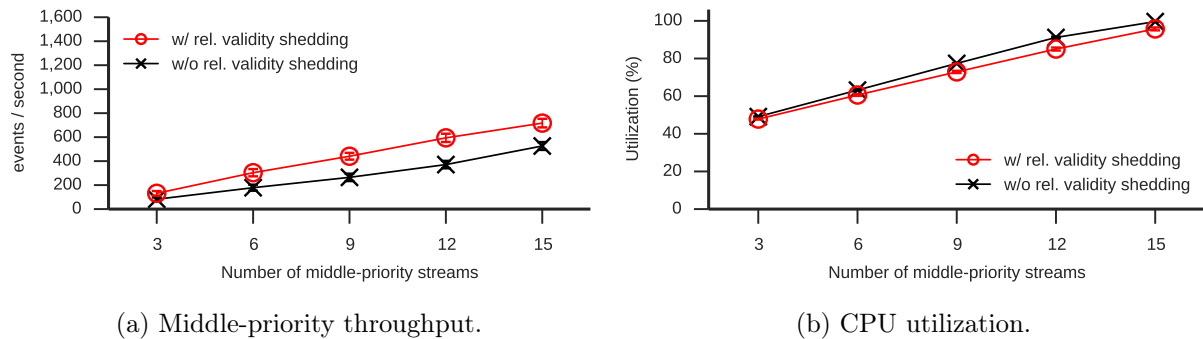 1,600
1,400
1,200
1,000
800
600
400
200
0
events / second
w/ rel. validity shedding
w/o rel. validity shedding
3 6 9 12 15
Number of middle-priority streams
(a) Middle-priority throughput.
100
80
60
40
20
0
Utilization (%)
w/ rel. validity shedding
w/o rel. validity shedding
3 6 9 12 15
Number of middle-priority streams
(b) CPU utilization.